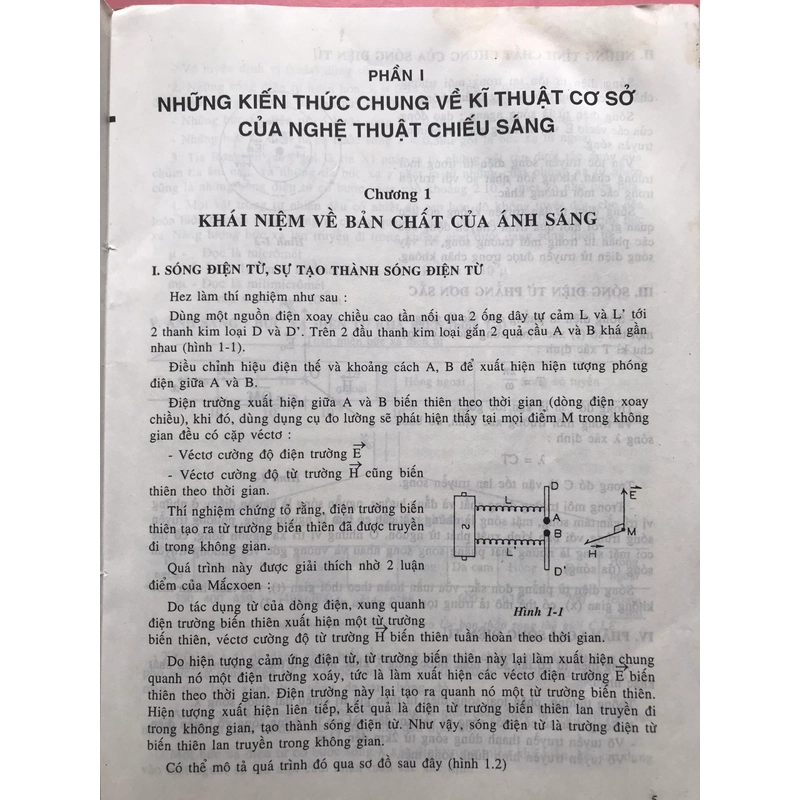 PHẦN I
NHỮNG KIẾN THỨC CHUNG VỀ KĨ THUẬT CƠ SỞ
CỦA NGHỆ THUẬT CHIẾU SÁNG
Chương 1
KHÁI NIỆM VỀ BẢN CHẤT CỦA ÁNH SÁNG
I. SÓNG ĐIỆN TỪ, SỰ TẠO THÀNH SÓNG ĐIỆN TỪ
Hez làm thí nghiệm như sau :
Dùng một nguồn điện xoay chiều cao tần nối qua 2 ống dây tự cảm L và L' tới
2 thanh kim loại D và D'. Trên 2 đầu thanh kim loại gắn 2 quả cầu A và B khá gần
nhau (hình 1-1).
Điều chỉnh hiệu điện thế và khoảng cách A, B để xuất hiện hiện tượng phóng
điện giữa A và B.
Điện trường xuất hiện giữa A và B biến thiên theo thời gian (dòng điện xoay
chiều), khi đó, dùng dụng cụ đo lường sẽ phát hiện thấy tại mọi điểm M trong không
gian đều có cặp véctơ :
- Véctơ cường độ điện trường E
- Véctơ cường độ từ trường H cũng biến
thiên theo thời gian.
Thí nghiệm chứng tỏ rằng, điện trường biến
thiên tạo ra từ trường biến thiên đã được truyền
đi trong không gian.
Quá trình này được giải thích nhờ 2 luận
điểm của Mắcxoen :
Do tác dụng từ của dòng điện, xung quanh
điện trường biến thiên xuất hiện một từ trường
biến thiên, véctơ cường độ từ trường H biến thiên tuần hoàn theo thời gian.
D
L
A
2
B
L'
D'
E
M
H
Hình 1-1
Do hiện tượng cảm ứng điện từ, từ trường biến thiên này lại làm xuất hiện chung
quanh nó một điện trường xoáy, tức là làm xuất hiện các véctơ điện trường E biến
thiên theo thời gian. Điện trường này lại tạo ra quanh nó một từ trường biến thiên.
Hiện tượng xuất hiện liên tiếp, kết quả là điện từ trường biến thiên lan truyền đi
trong không gian, tạo thành sóng điện từ. Như vậy, sóng điện từ là trường điện từ
biến thiên lan truyền trong không gian.
Có thể mô tả quá trình đó qua sơ đồ sau đây (hình 1.2)
5